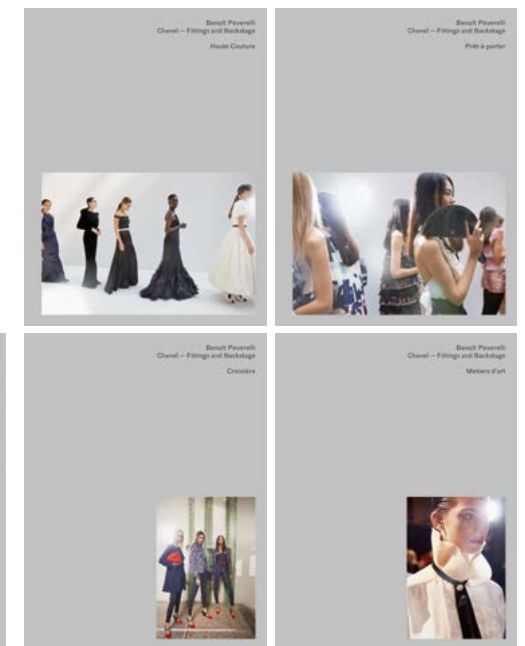 Benoît Peverelli
Chanel — Fittings and Backstage
Haute Couture
Benoît Peverelli
Chanel — Fittings and Backstage
Prêt-à-porter
Benoît Peverelli
Chanel — Fittings and Backstage
Croisière
Benoît Peverelli
Chanel — Fittings and Backstage
Métiers d'art